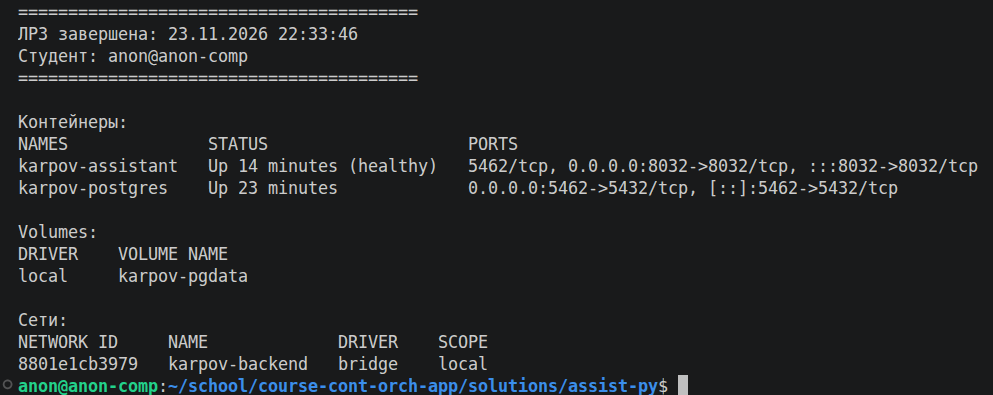 ========================================
ЛР3 завершена: 23.11.2026 22:33:46
Студент: anon@anon-comp
========================================
Контейнеры:
NAMES              STATUS                    PORTS
karpov-assistant   Up 14 minutes (healthy)   5462/tcp, 0.0.0.0:8032->8032/tcp, :::8032->8032/tcp
karpov-postgres    Up 23 minutes             0.0.0.0:5462->5432/tcp, [::]:5462->5432/tcp
Volumes:
DRIVER    VOLUME NAME
local     karpov-pgdata
Сети:
NETWORK ID     NAME             DRIVER    SCOPE
8801e1cb3979   karpov-backend   bridge    local
anon@anon-comp:~/school/course-cont-orch-app/solutions/assist-py$